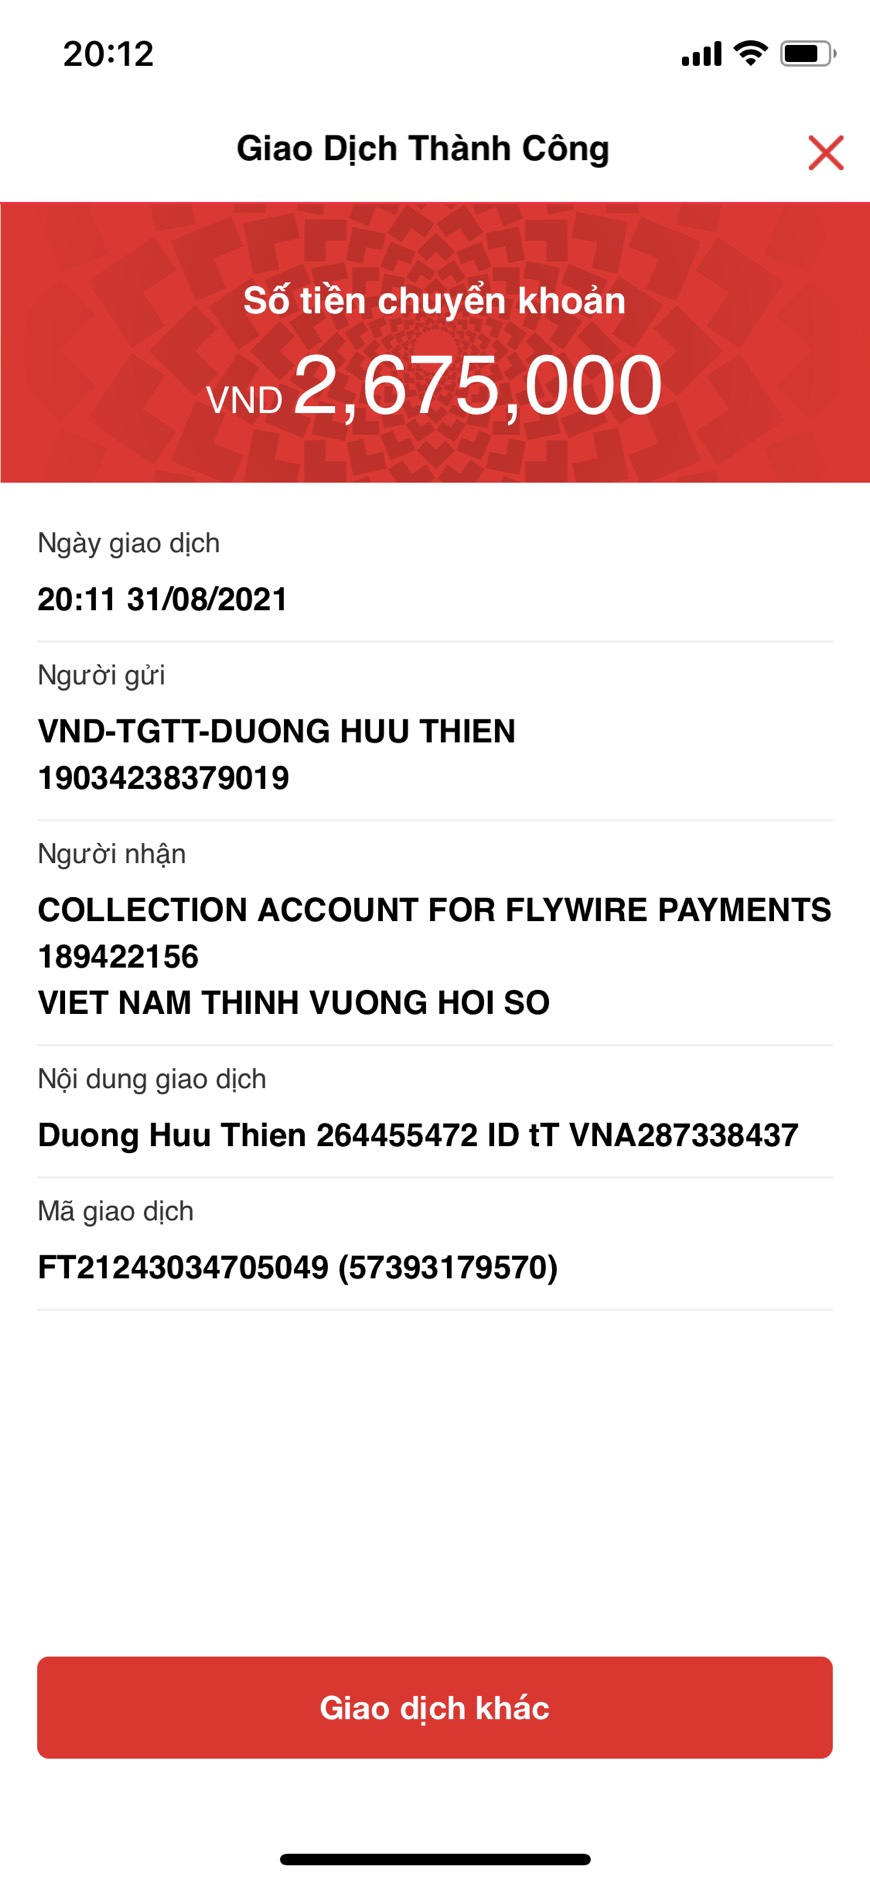 20:12
Giao Dịch Thành Công
Số tiền chuyển khoản
VND 2,675,000
Ngày giao dịch
20:11 31/08/2021
Người gửi
VND-TGTT-DUONG HUU THIEN
19034238379019
Người nhận
COLLECTION ACCOUNT FOR FLYWIRE PAYMENTS
189422156
VIET NAM THINH VUONG HOI SO
Nội dung giao dịch
Duong Huu Thien 264455472 ID tT VNA287338437
Mã giao dịch
FT21243034705049 (57393179570)
Giao dịch khác